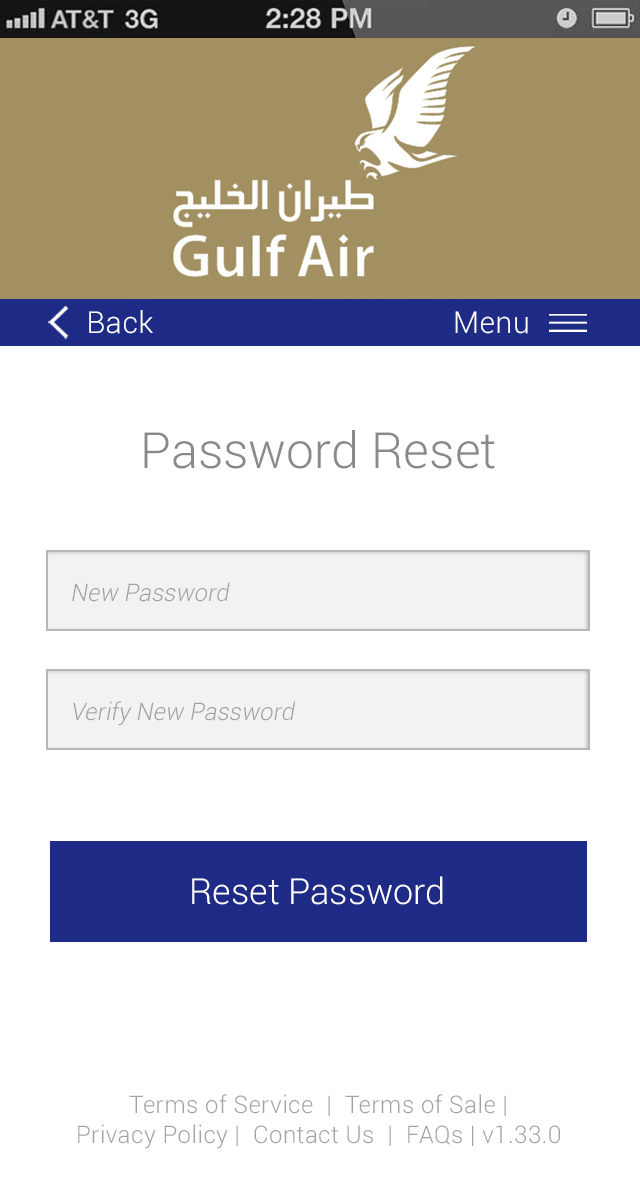 AT&T 3G 2:28 PM
طيران الخليج
Gulf Air
Back Menu
Password Reset
New Password
Verify New Password
Reset Password
Terms of Service | Terms of Sale |
Privacy Policy | Contact Us | FAQs | v1.33.0